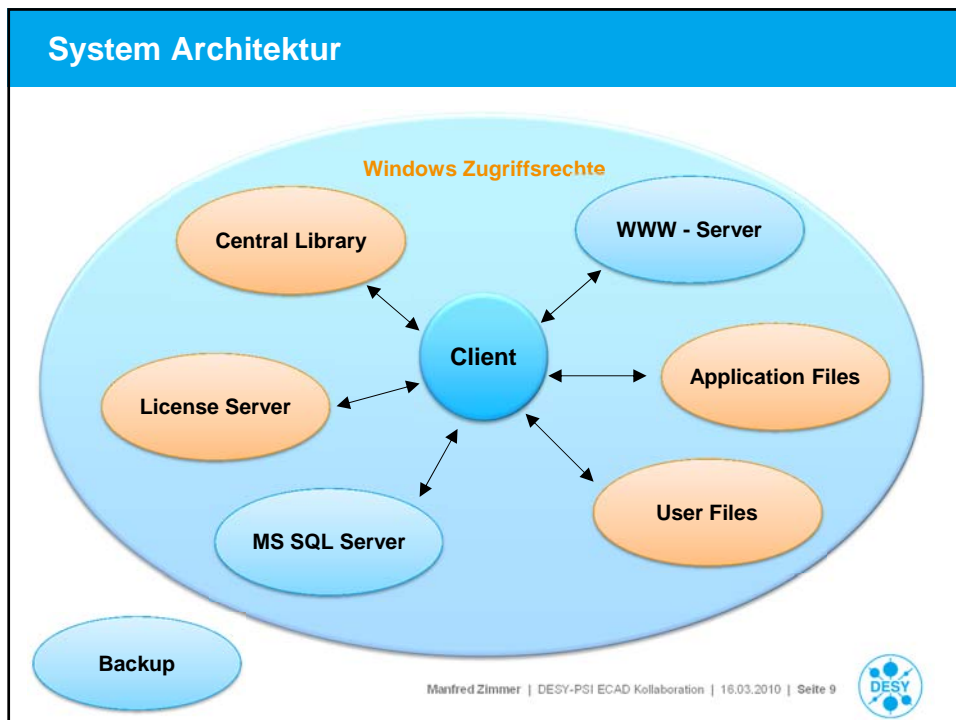 System Architektur
Windows Zugriffsrechte
Central Library
WWW - Server
Client
Application Files
License Server
User Files
MS SQL Server
Backup
Manfred Zimmer | DESY-PSI ECAD Kollaboration | 16.03.2010 | Seite 9
DESY